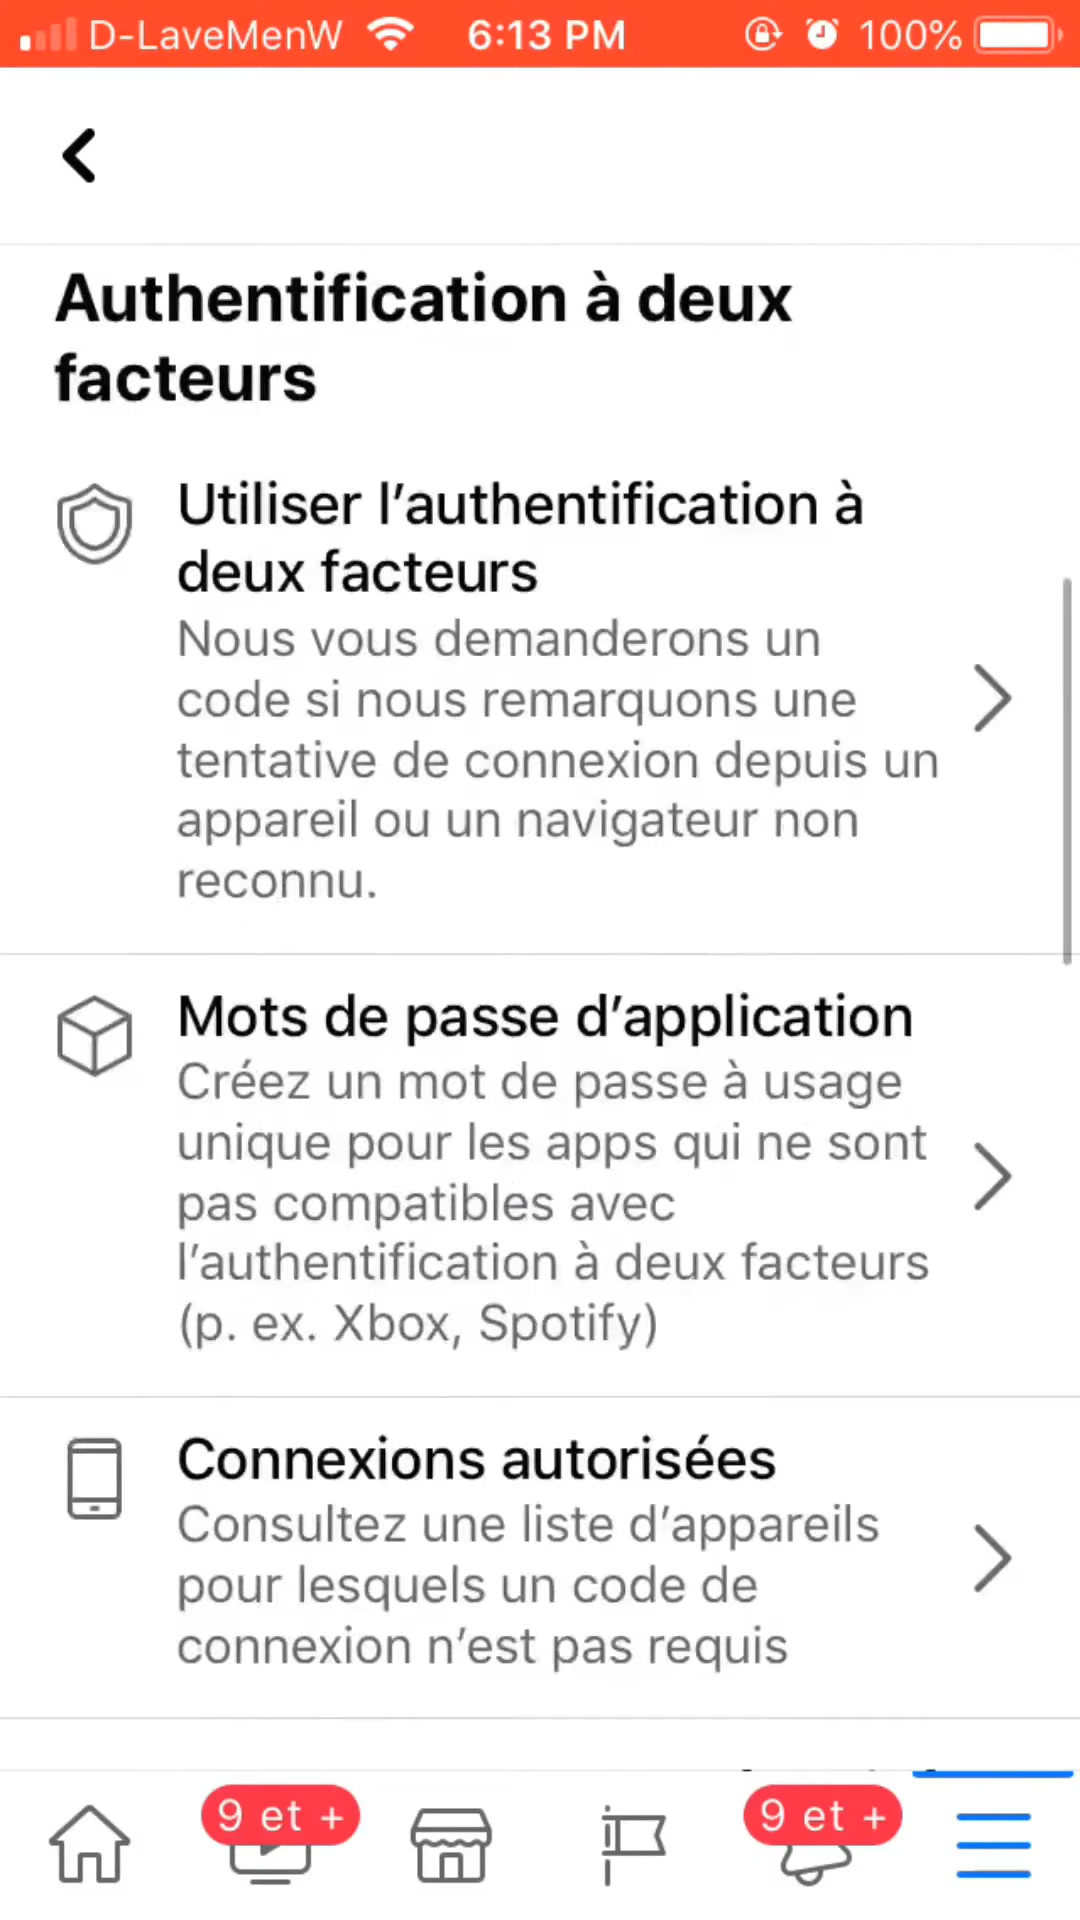 D-LaveMenW 6:13 PM 100%
Authentification à deux
facteurs
Utiliser l’authentification à
deux facteurs
Nous vous demanderons un
code si nous remarquons une
tentative de connexion depuis un
appareil ou un navigateur non
reconnu.
Mots de passe d’application
Créez un mot de passe à usage
unique pour les apps qui ne sont
pas compatibles avec
l’authentification à deux facteurs
(p. ex. Xbox, Spotify)
Connexions autorisées
Consultez une liste d’appareils
pour lesquels un code de
connexion n’est pas requis
9 et + 9 et +